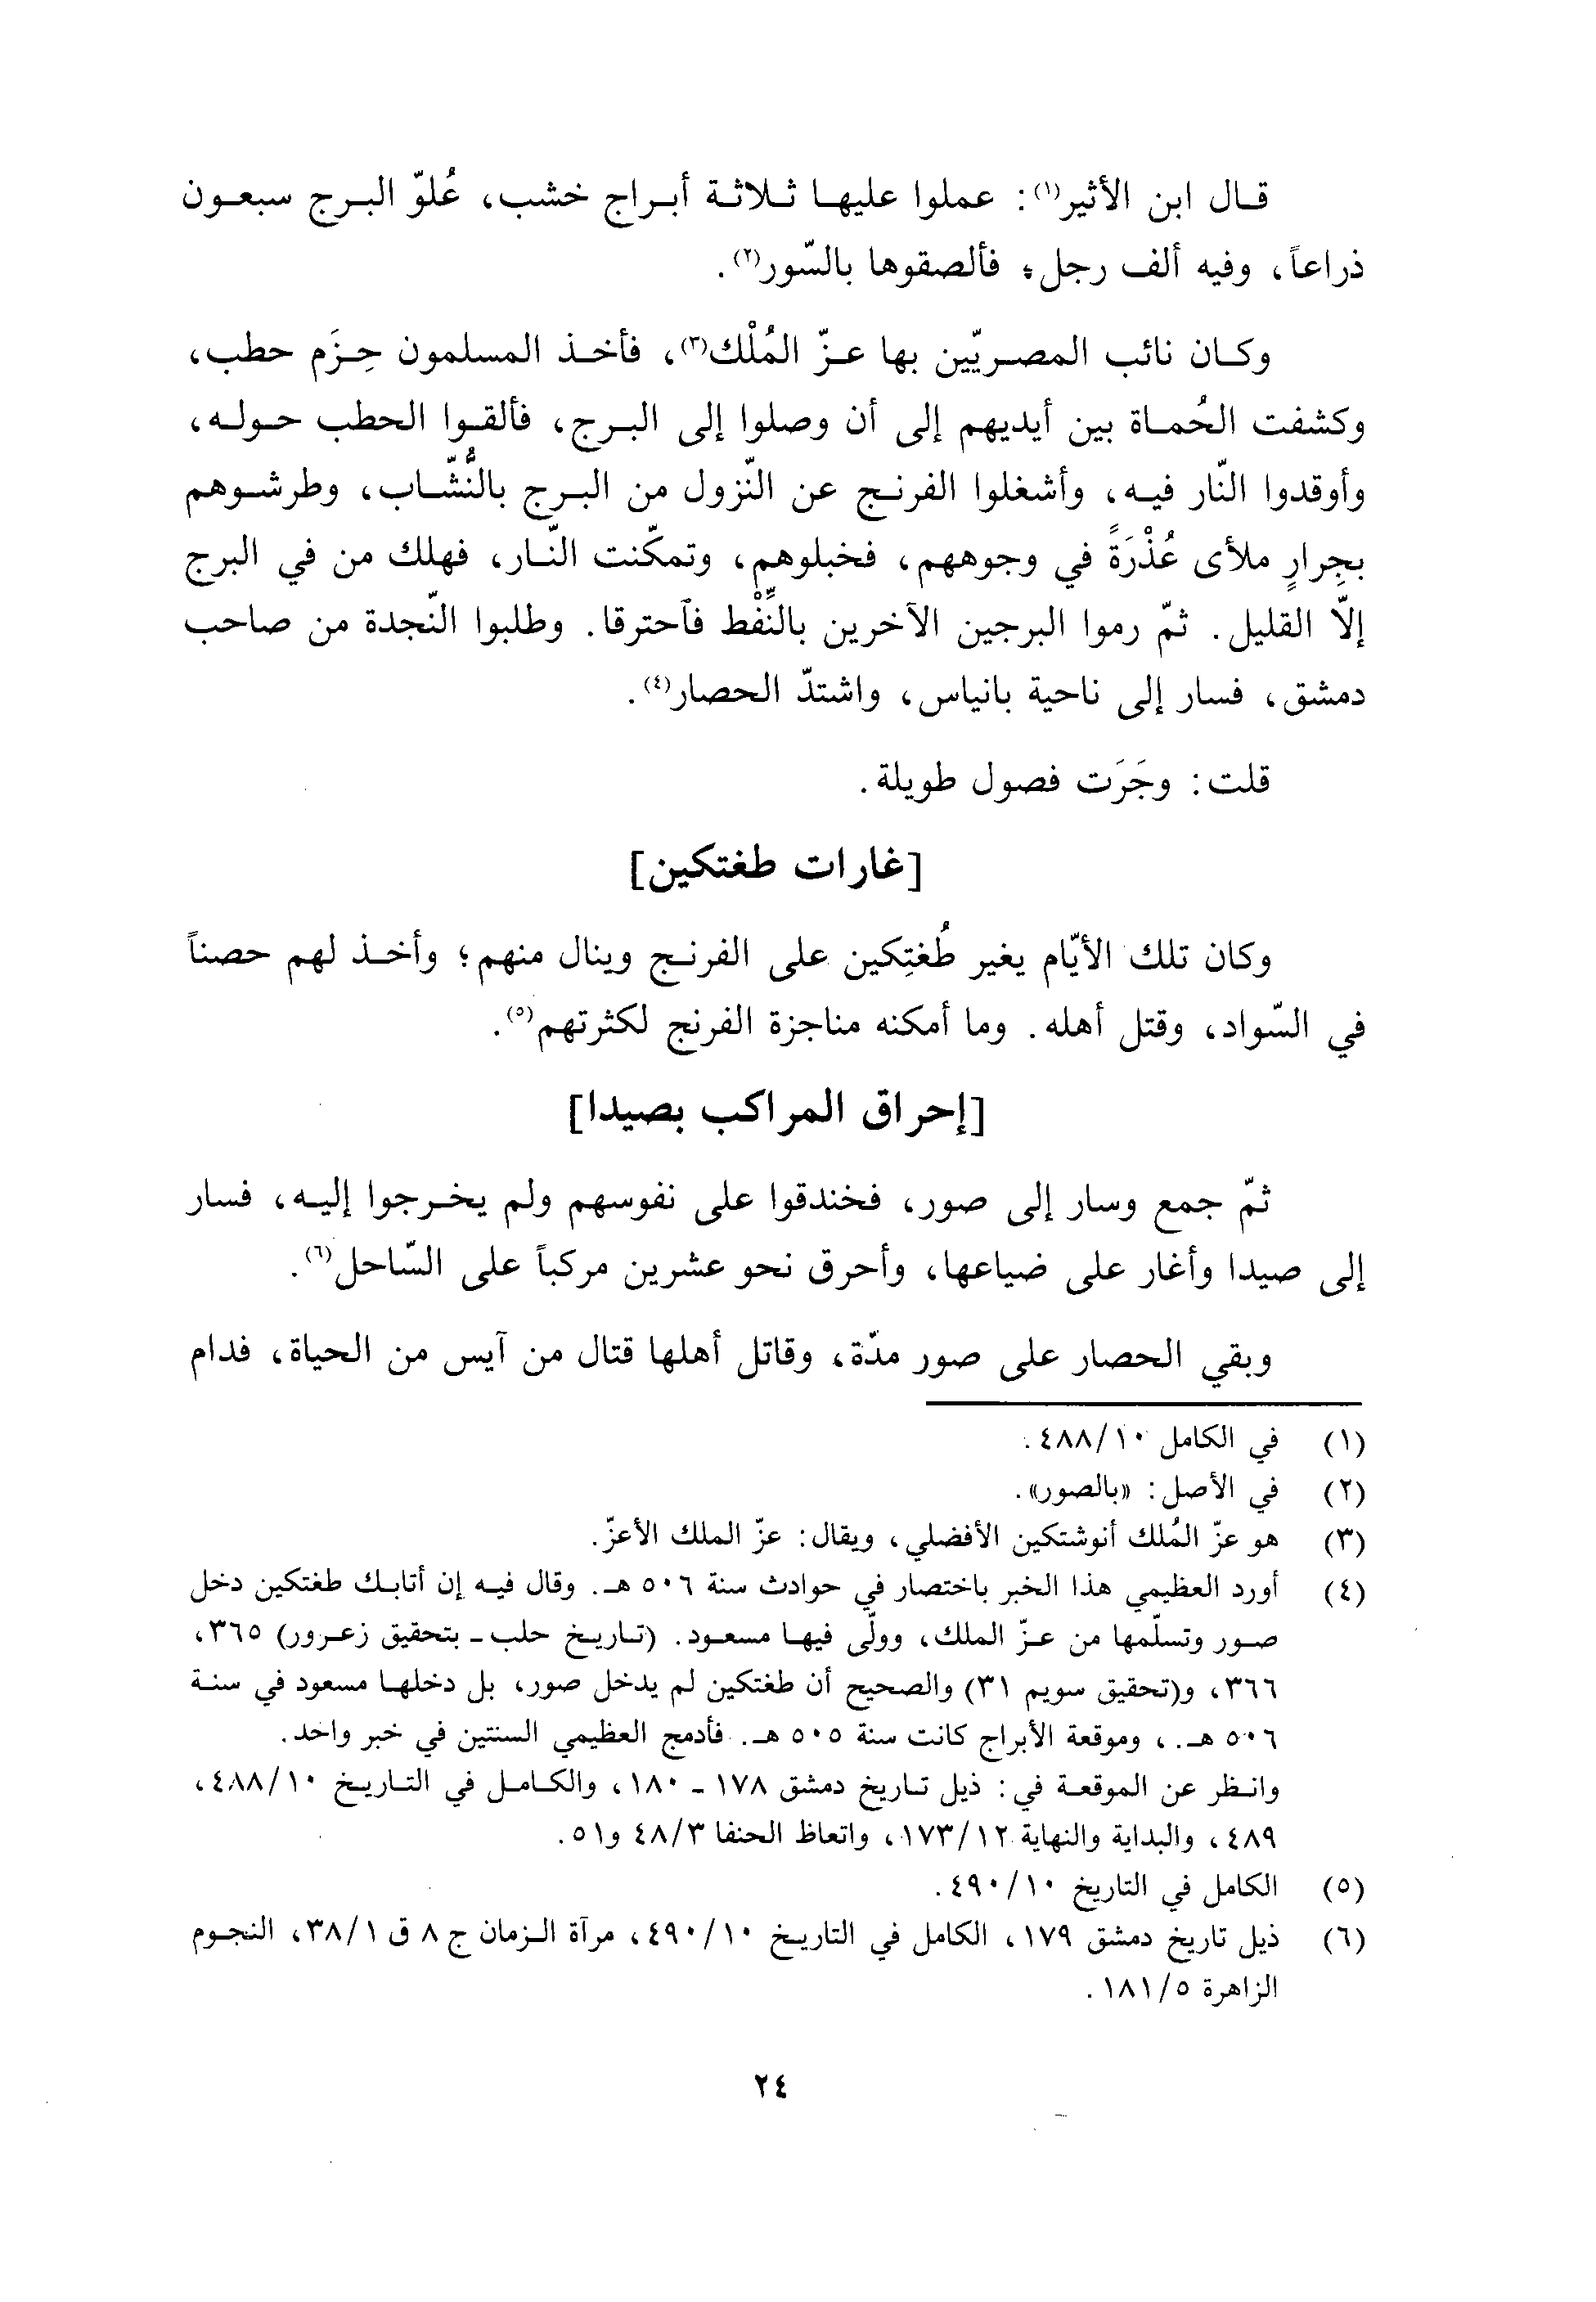 قال ابن الأثير(١): عملوا عليها ثلاثة أبراج خشب، عُلوّ البرج سبعون
ذراعاً، وفيه ألف رجل، فألصقوها بالسّور(٢).
وكان نائب المصريّين بها عزّ المُلْك(٣)، فأخذ المسلمون حِزَم حطب،
وكشفت الحُماة بين أيديهم إلى أن وصلوا إلى البرج، فألقوا الحطب حوله،
وأوقدوا النّار فيه، وأشغلوا الفرنج عن النّزول من البرج بالنُّشّاب، وطرشوهم
بجِرارٍ ملأى عُذْرَةً في وجوههم، فخبلوهم، وتمكّنت النّار، فهلك من في البرج
إلّا القليل. ثمّ رموا البرجين الآخرين بالنِّفْط فأحترقا. وطلبوا النّجدة من صاحب
دمشق، فسار إلى ناحية بانياس، واشتدّ الحصار(٤).
قلت: وجَرَت فصول طويلة.
[غارات طغتكين]
وكان تلك الأيّام يغير طُغتِكين على الفرنج وينال منهم؛ وأخذ لهم حصناً
في السّواد، وقتل أهله. وما أمكنه مناجزة الفرنج لكثرتهم(٥).
[إحراق المراكب بصيدا]
ثمّ جمع وسار إلى صور، فخندقوا على نفوسهم ولم يخرجوا إليه، فسار
إلى صيدا وأغار على ضياعها، وأحرق نحو عشرين مركباً على السّاحل(٦).
وبقي الحصار على صور مدّة، وقاتل أهلها قتال من آيس من الحياة، فدام
(١) في الكامل ٤٨٨/١٠.
(٢) في الأصل: «بالصور».
(٣) هو عزّ المُلك أنوشتكين الأفضلي، ويقال: عزّ الملك الأعزّ.
(٤) أورد العظيمي هذا الخبر باختصار في حوادث سنة ٥٠٦ هـ. وقال فيه إن أتابك طغتكين دخل
صور وتسلّمها من عزّ الملك، وولّى فيها مسعود. (تاريخ حلب ـ بتحقيق زعرور) ٣٦٥،
٣٦٦، و(تحقيق سويم ٣١) والصحيح أن طغتكين لم يدخل صور، بل دخلها مسعود في سنة
٥٠٦ هـ.، وموقعة الأبراج كانت سنة ٥٠٥ هـ. فأدمج العظيمي السنتين في خبر واحد.
وانظر عن الموقعة في: ذيل تاريخ دمشق ١٧٨ ـ ١٨٠، والكامل في التاريخ ٤٨٨/١٠،
٤٨٩، والبداية والنهاية ١٧٣/١٢، واتعاظ الحنفا ٤٨/٣ و٥١.
(٥) الكامل في التاريخ ٤٩٠/١٠.
(٦) ذيل تاريخ دمشق ١٧٩، الكامل في التاريخ ٤٩٠/١٠، مرآة الزمان ج ٨ ق ٣٨/١، النجوم
الزاهرة ١٨١/٥.
٢٤